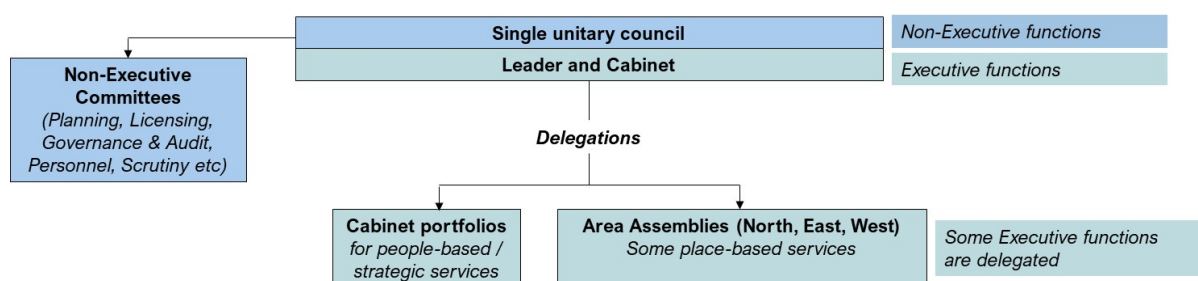 Single unitary council
Non-Executive functions
Leader and Cabinet
Executive functions
Non-Executive
Committees
(Planning, Licensing,
Governance & Audit,
Personnel, Scrutiny etc)
Delegations
Cabinet portfolios
for people-based /
strategic services
Area Assemblies (North, East, West)
Some place-based services
Some Executive functions
are delegated